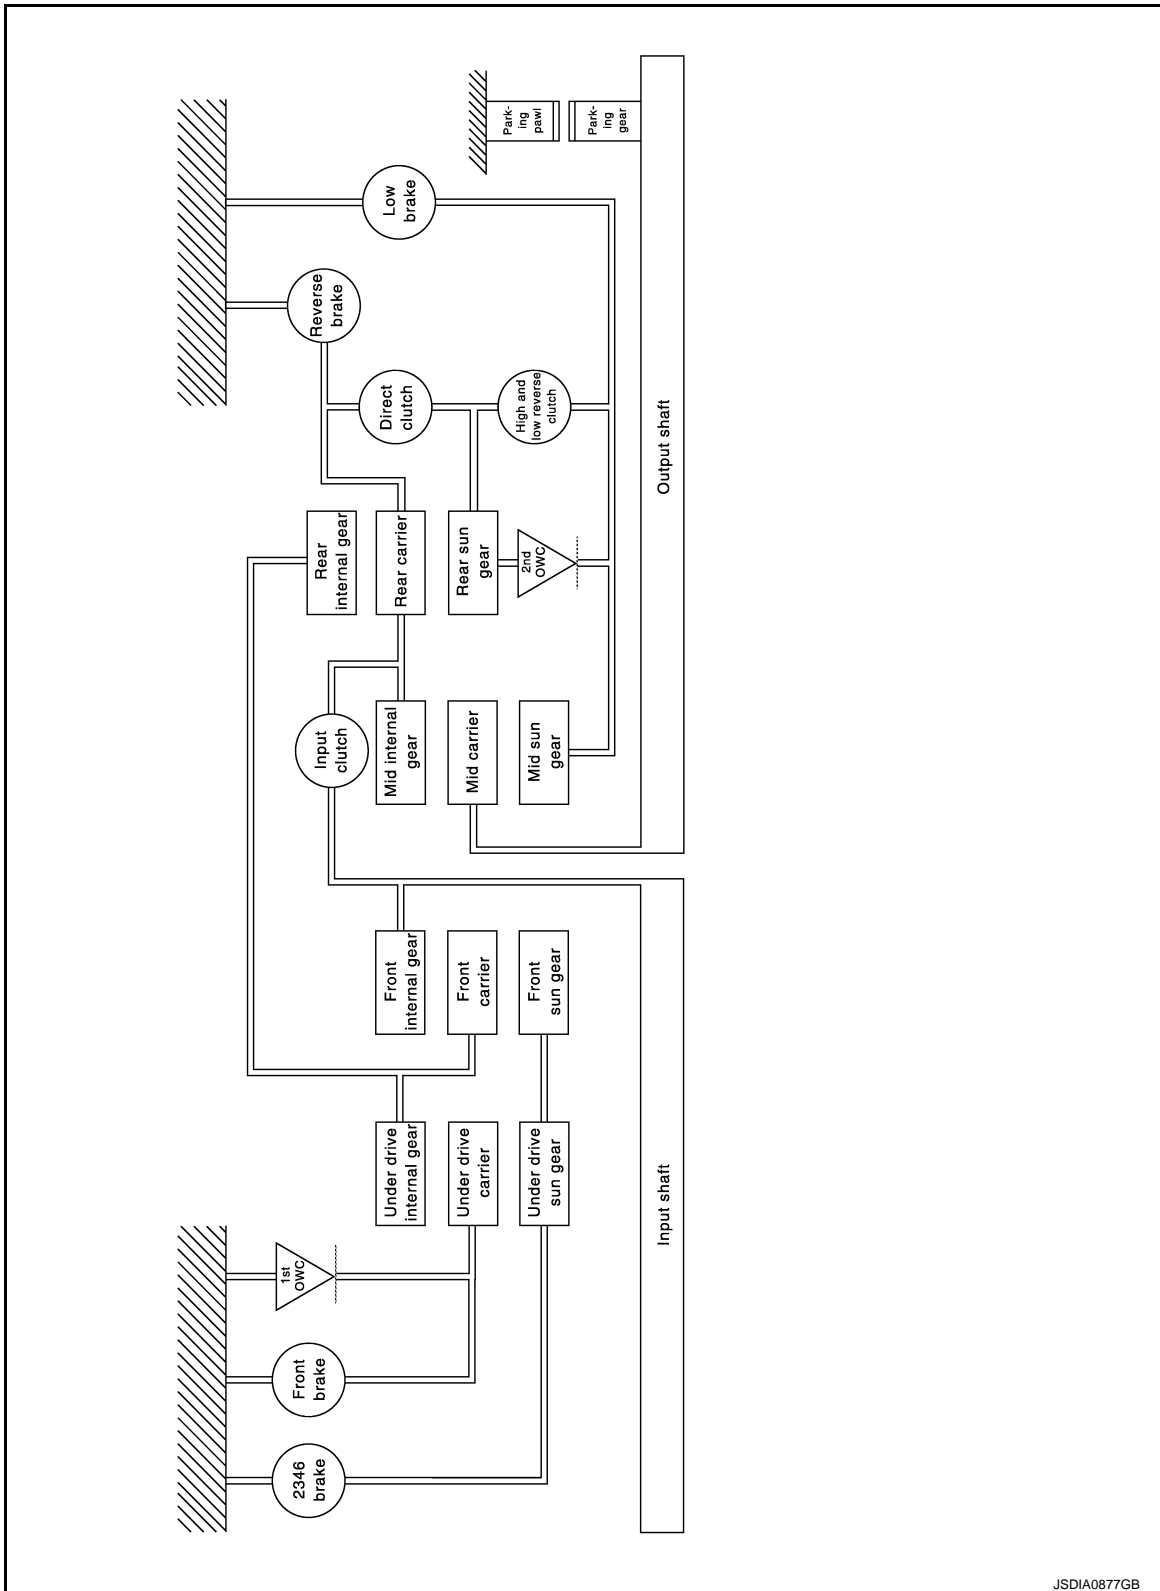 Park-
ing
pawl
Park-
ing
gear
Low
brake
Reverse
brake
Direct
clutch
High and
low reverse
clutch
Rear
internal gear
Rear carrier
Rear sun
gear
2nd
OWC
Output shaft
Input
clutch
Mid internal
gear
Mid carrier
Mid sun
gear
Front
internal gear
Front
carrier
Front
sun gear
Under drive
internal gear
Under drive
carrier
Under drive
sun gear
1st
OWC
Front
brake
2346
brake
Input shaft
JSDIA0877GB